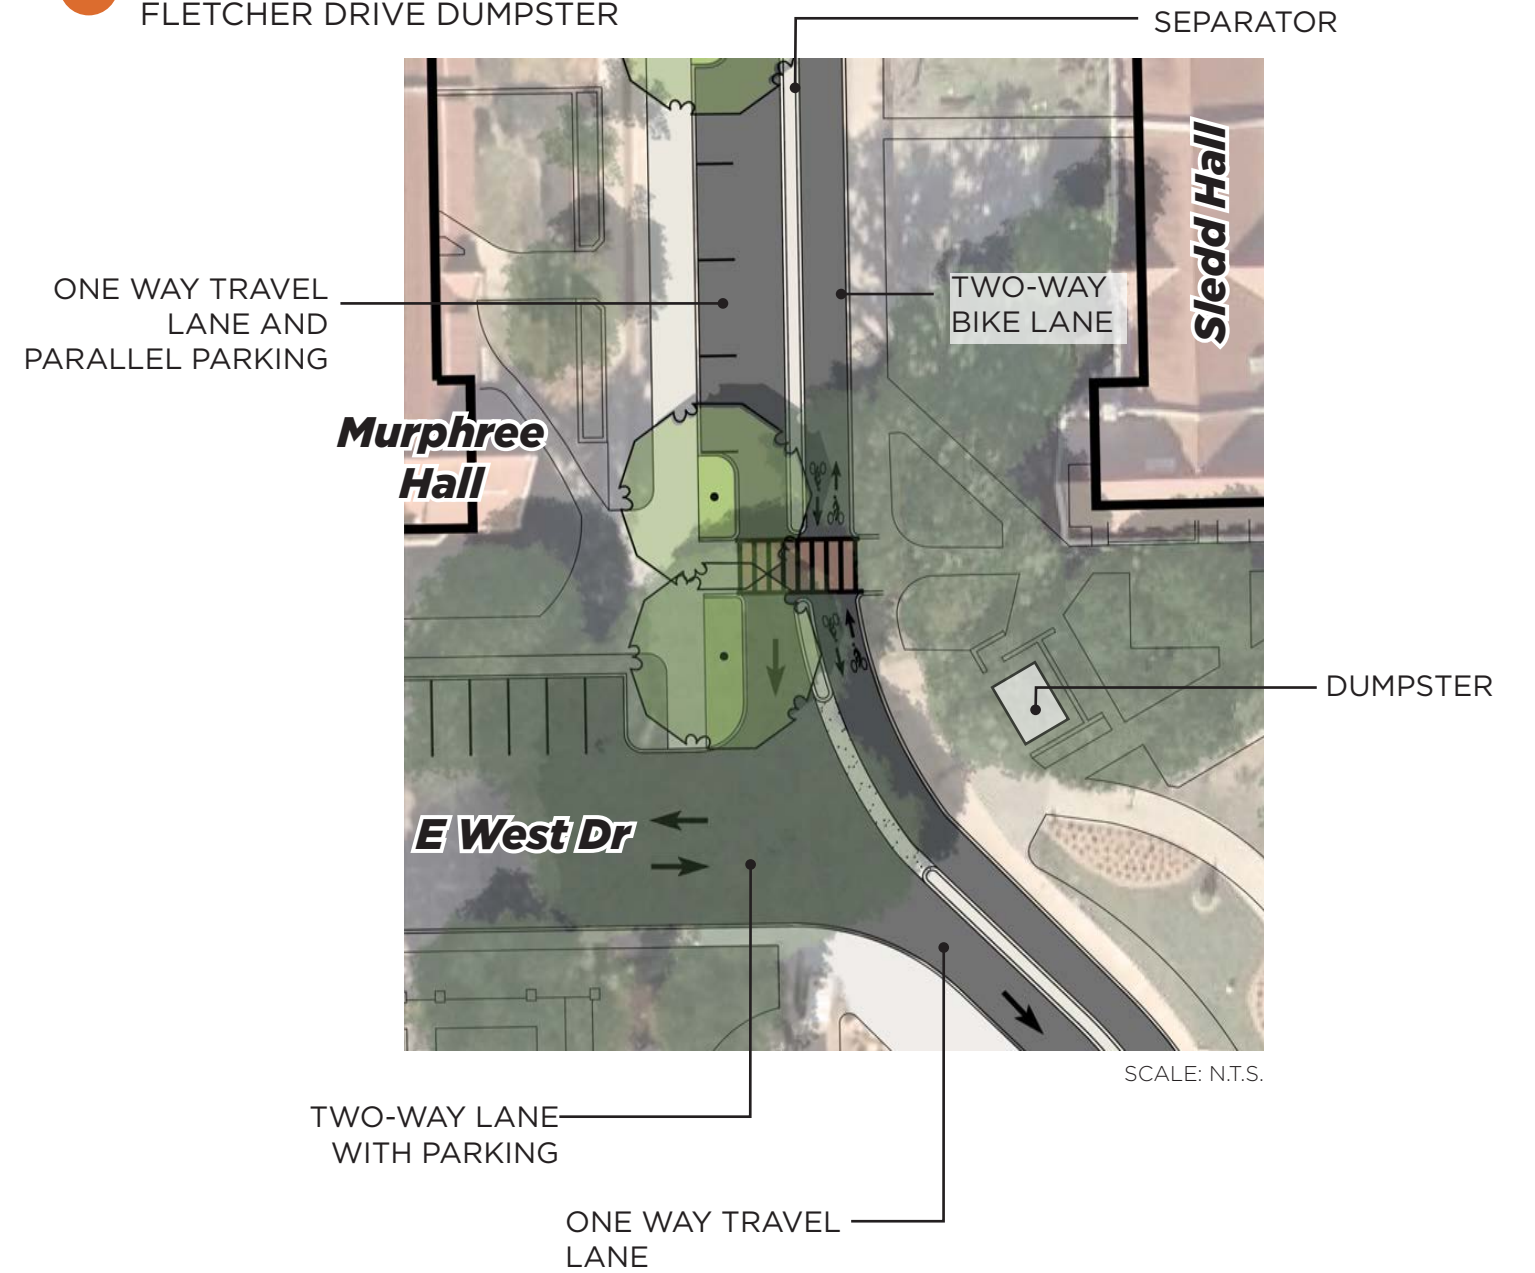 FLETCHER DRIVE DUMPSTER
SEPARATOR
Sledd Hall
ONE WAY TRAVEL
LANE AND
PARALLEL PARKING
TWO-WAY
BIKE LANE
Murphree
Hall
DUMPSTER
E West Dr
SCALE: N.T.S.
TWO-WAY LANE
WITH PARKING
ONE WAY TRAVEL
LANE